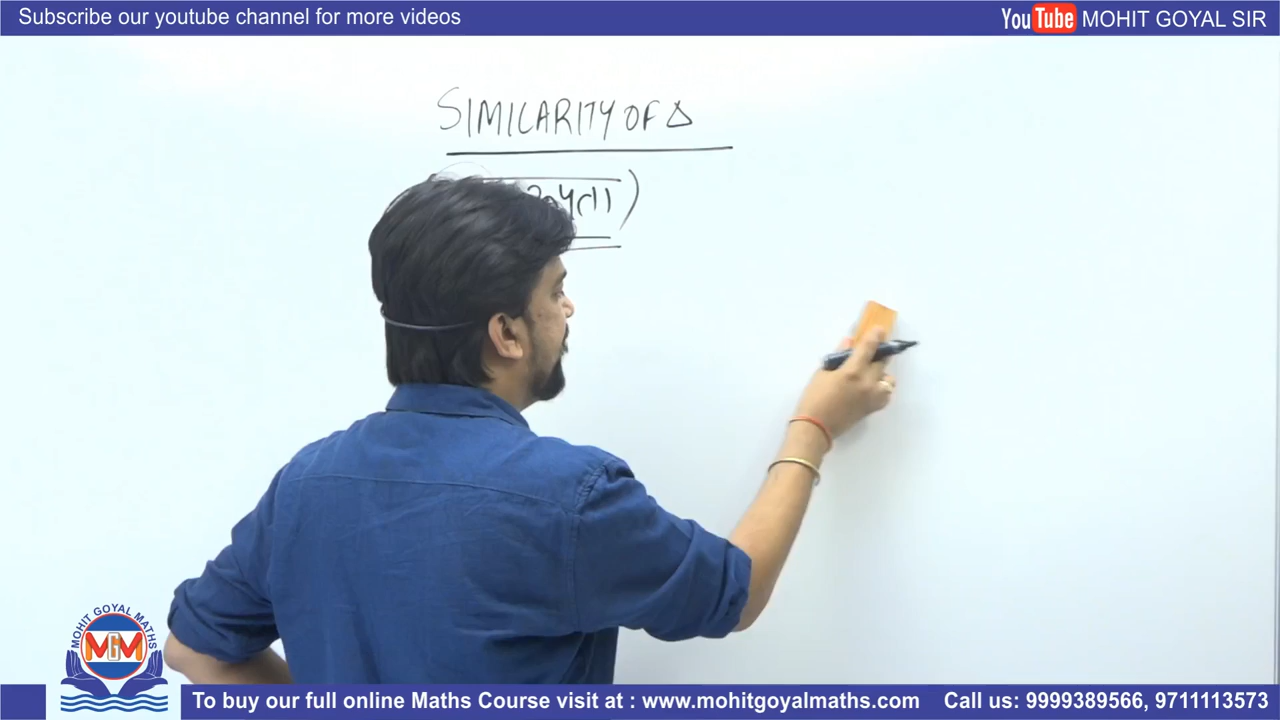 Subscribe our youtube channel for more videos
YouTube MOHIT GOYAL SIR
SIMILARITY OF Δ
MOHIT GOYAL MATHS
MGM
To buy our full online Maths Course visit at : www.mohitgoyalmaths.com
Call us: 9999389566, 9711113573